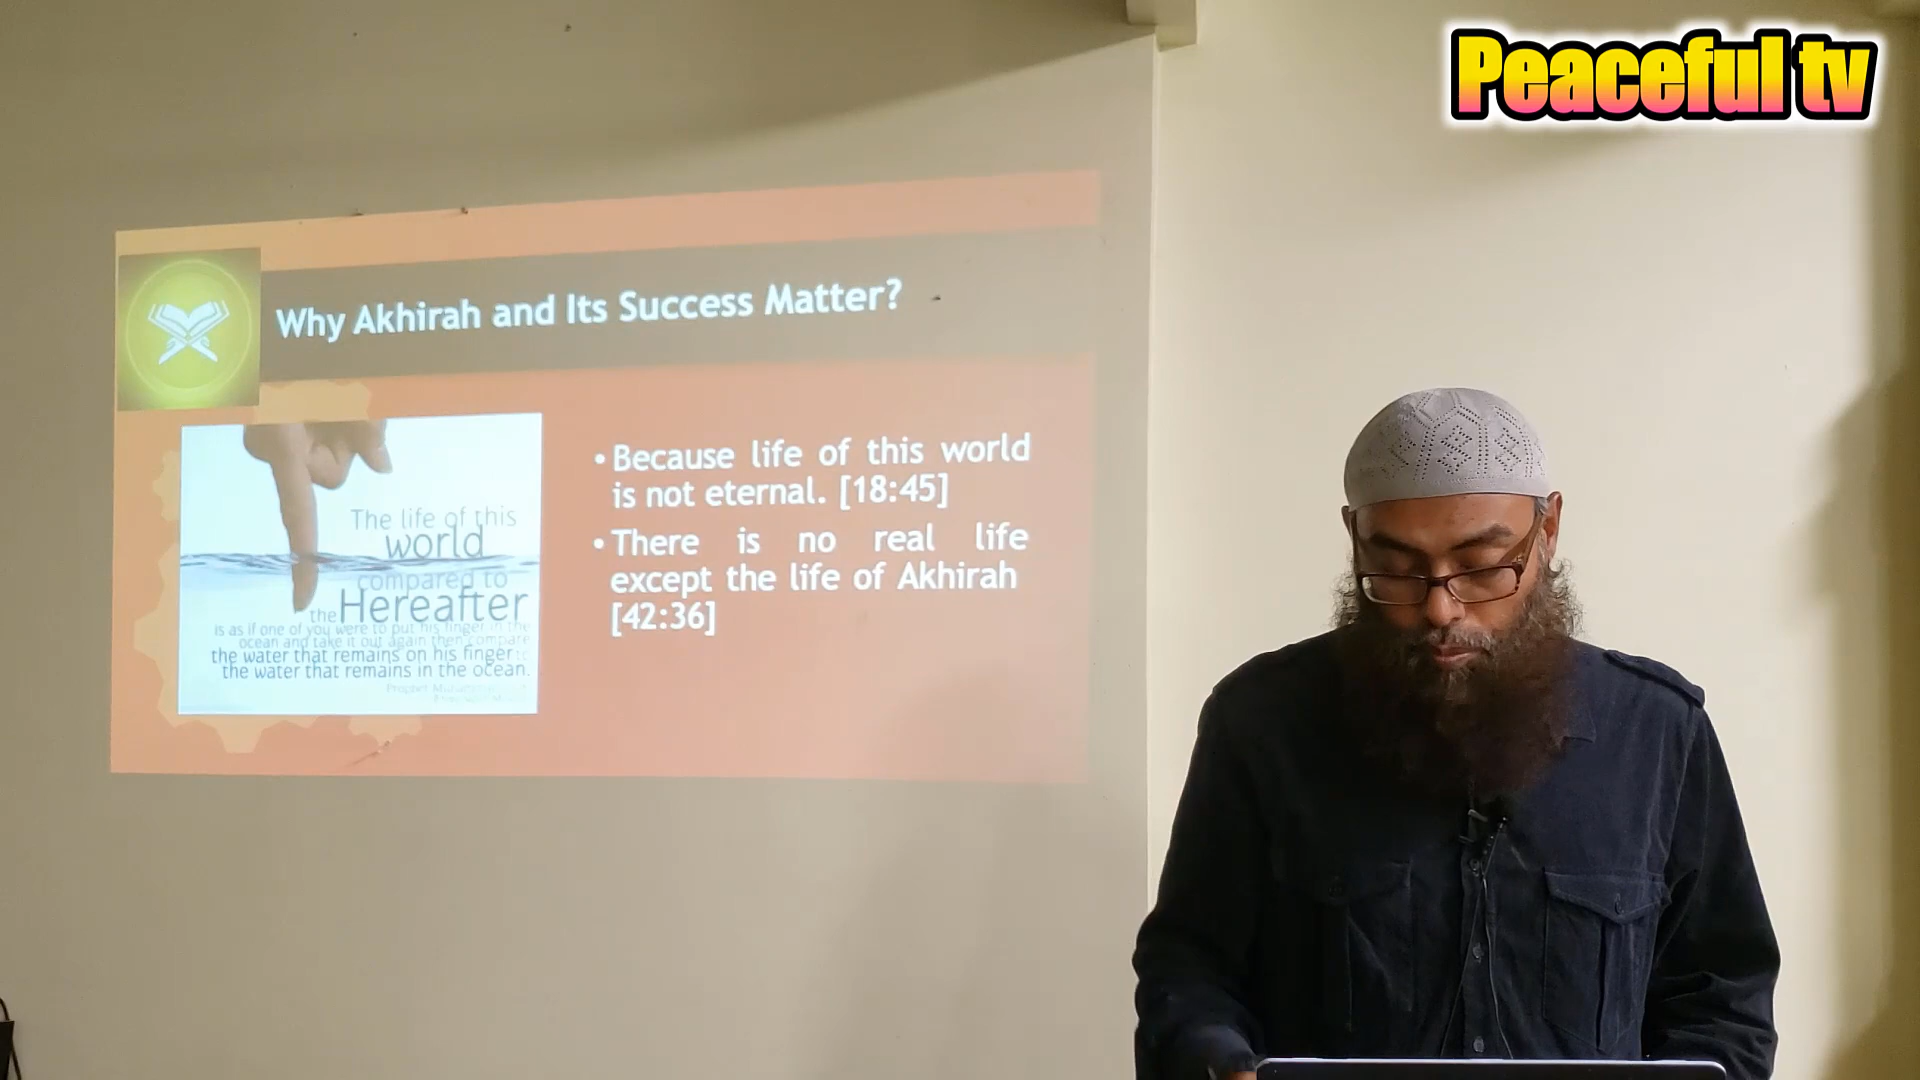 Peaceful tv
Why Akhirah and Its Success Matter?
The life of this
world
compared to
the Hereafter
is as if one of you were to put his finger in the
ocean and take it out again then compare
the water that remains on his finger to
the water that remains in the ocean.
Prophet
• Because life of this world
is not eternal. [18:45]
• There is no real life
except the life of Akhirah
[42:36]